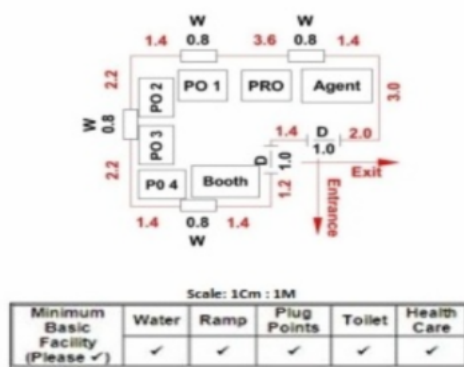 W W
1.4 0.8 3.6 0.8 1.4
2.2 PO 2 PO 1 PRO Agent 3.0
W 0.8 PO 3 1.4 D 2.0
1.0
D 1.0 Exit
2.2 P0 4 Booth 1.2 Entrance
1.4 0.8 1.4
W
Scale: 1Cm : 1M
Minimum Basic Facility (Please ✓) Water Ramp Plug Points Toilet Health Care
✓ ✓ ✓ ✓ ✓